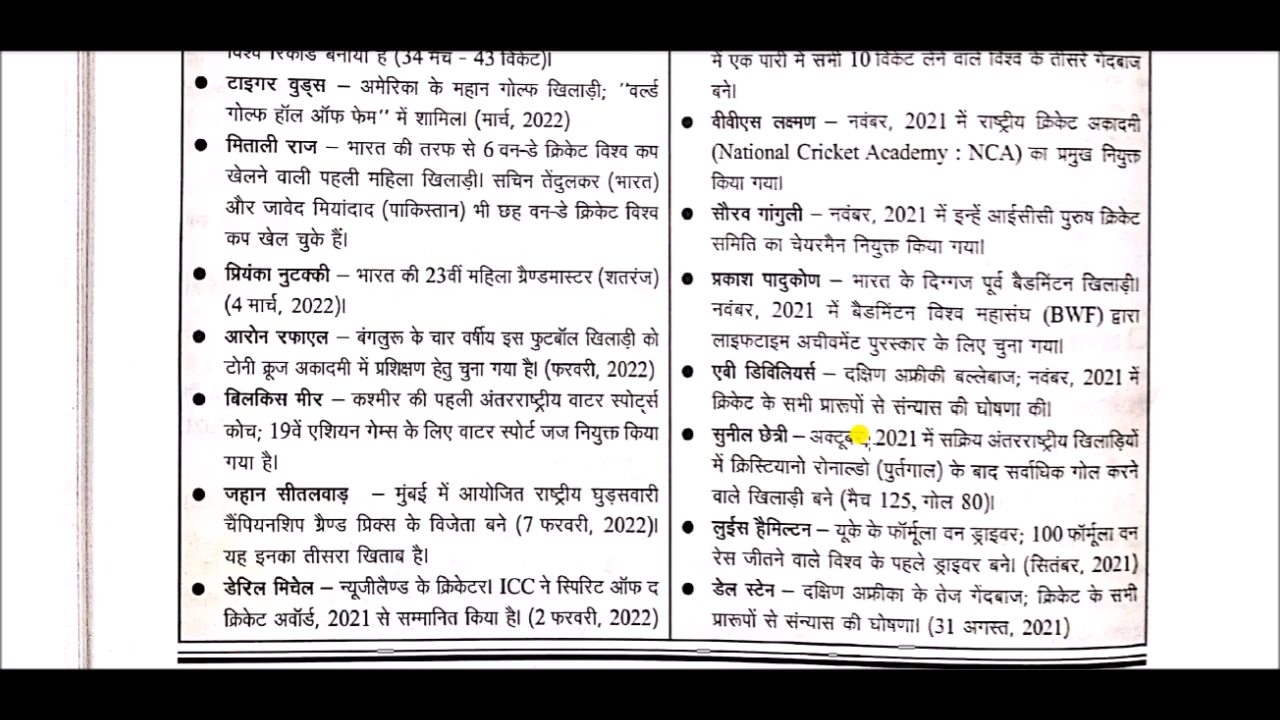 विश्व रिकॉर्ड बनाया है (34 मैच - 43 विकेट)।
● टाइगर वुड्स – अमेरिका के महान गोल्फ खिलाड़ी; "वर्ल्ड
गोल्फ हॉल ऑफ फेम" में शामिल। (मार्च, 2022)
● मिताली राज – भारत की तरफ से 6 वन-डे क्रिकेट विश्व कप
खेलने वाली पहली महिला खिलाड़ी। सचिन तेंदुलकर (भारत)
और जावेद मियांदाद (पाकिस्तान) भी छह वन-डे क्रिकेट विश्व
कप खेल चुके हैं।
● प्रियंका नुटक्की – भारत की 23वीं महिला ग्रैण्डमास्टर (शतरंज)
(4 मार्च, 2022)।
● आरोन रफाएल – बंगलुरू के चार वर्षीय इस फुटबॉल खिलाड़ी को
टोनी क्रूज अकादमी में प्रशिक्षण हेतु चुना गया है। (फरवरी, 2022)
● बिलकिस मीर – कश्मीर की पहली अंतरराष्ट्रीय वाटर स्पोर्ट्स
कोच; 19वें एशियन गेम्स के लिए वाटर स्पोर्ट जज नियुक्त किया
गया है।
● जहान सीतलवाड़ – मुंबई में आयोजित राष्ट्रीय घुड़सवारी
चैंपियनशिप ग्रैण्ड प्रिक्स के विजेता बने (7 फरवरी, 2022)।
यह इनका तीसरा खिताब है।
● डेरिल मिचेल – न्यूजीलैण्ड के क्रिकेटर। ICC ने स्पिरिट ऑफ द
क्रिकेट अवॉर्ड, 2021 से सम्मानित किया है। (2 फरवरी, 2022)
में एक पारी में सभी 10 विकेट लेने वाले विश्व के तीसरे गेंदबाज
बने।
● वीवीएस लक्ष्मण – नवंबर, 2021 में राष्ट्रीय क्रिकेट अकादमी
(National Cricket Academy : NCA) का प्रमुख नियुक्त
किया गया।
● सौरव गांगुली – नवंबर, 2021 में इन्हें आईसीसी पुरुष क्रिकेट
समिति का चेयरमैन नियुक्त किया गया।
● प्रकाश पादुकोण – भारत के दिग्गज पूर्व बैडमिंटन खिलाड़ी।
नवंबर, 2021 में बैडमिंटन विश्व महासंघ (BWF) द्वारा
लाइफटाइम अचीवमेंट पुरस्कार के लिए चुना गया।
● एबी डिविलियर्स – दक्षिण अफ्रीकी बल्लेबाज; नवंबर, 2021 में
क्रिकेट के सभी प्रारूपों से संन्यास की घोषणा की।
● सुनील छेत्री – अक्टूबर, 2021 में सक्रिय अंतरराष्ट्रीय खिलाड़ियों
में क्रिस्टियानो रोनाल्डो (पुर्तगाल) के बाद सर्वाधिक गोल करने
वाले खिलाड़ी बने (मैच 125, गोल 80)।
● लुईस हैमिल्टन – यूके के फॉर्मूला वन ड्राइवर; 100 फॉर्मूला वन
रेस जीतने वाले विश्व के पहले ड्राइवर बने। (सितंबर, 2021)
● डेल स्टेन – दक्षिण अफ्रीका के तेज गेंदबाज; क्रिकेट के सभी
प्रारूपों से संन्यास की घोषणा। (31 अगस्त, 2021)